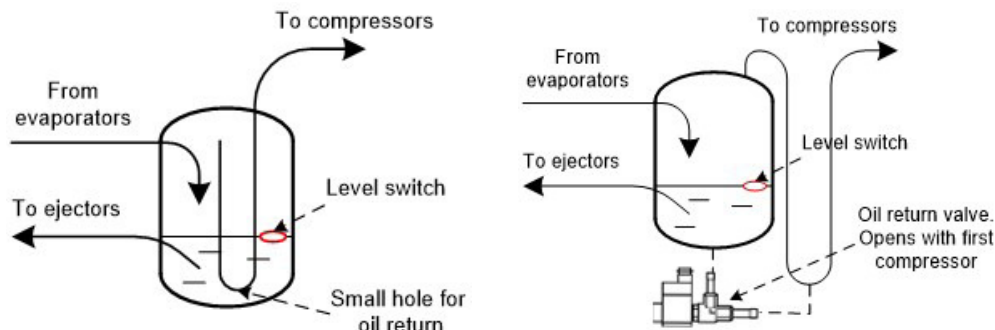 To compressors
From
evaporators
To ejectors
Level switch
Small hole for
oil return
To compressors
From
evaporators
To ejectors
Level switch
Oil return valve.
Opens with first
compressor